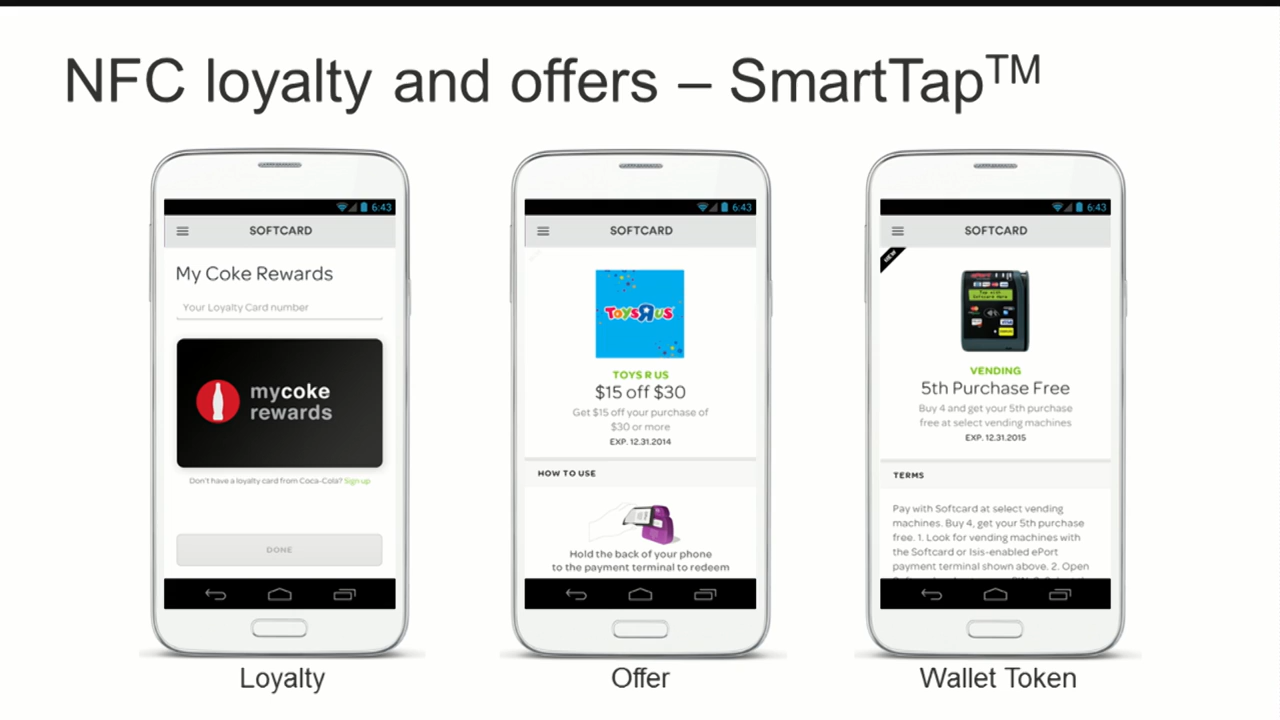 NFC loyalty and offers – SmartTap™
6:43
SOFTCARD
My Coke Rewards
Your Loyalty Card number
mycoke
rewards
Don't have a loyalty card from Coca-Cola? Sign up
DONE
Loyalty
6:43
SOFTCARD
TOYS R US
TOYS R US
$15 off $30
Get $15 off your purchase of
$30 or more
EXP. 12.31.2014
HOW TO USE
Hold the back of your phone
to the payment terminal to redeem
Offer
6:43
SOFTCARD
NEW
VISA
VENDING
5th Purchase Free
Buy 4 and get your 5th purchase
free at select vending machines
EXP. 12.31.2015
TERMS
Pay with Softcard at select vending
machines. Buy 4, get your 5th purchase
free. 1. Look for vending machines with
the Softcard or Isis-enabled ePort
payment terminal shown above. 2. Open
Wallet Token